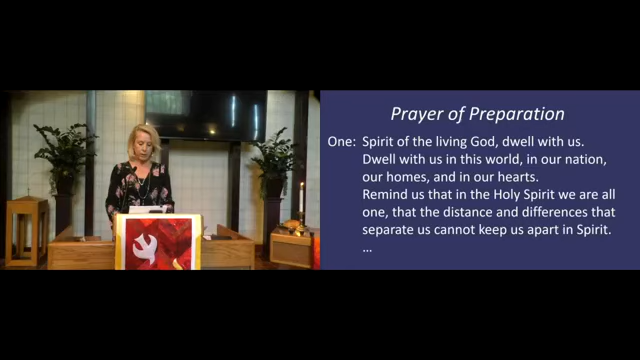 Prayer of Preparation
One: Spirit of the living God, dwell with us.
Dwell with us in this world, in our nation,
our homes, and in our hearts.
Remind us that in the Holy Spirit we are all
one, that the distance and differences that
separate us cannot keep us apart in Spirit.
...